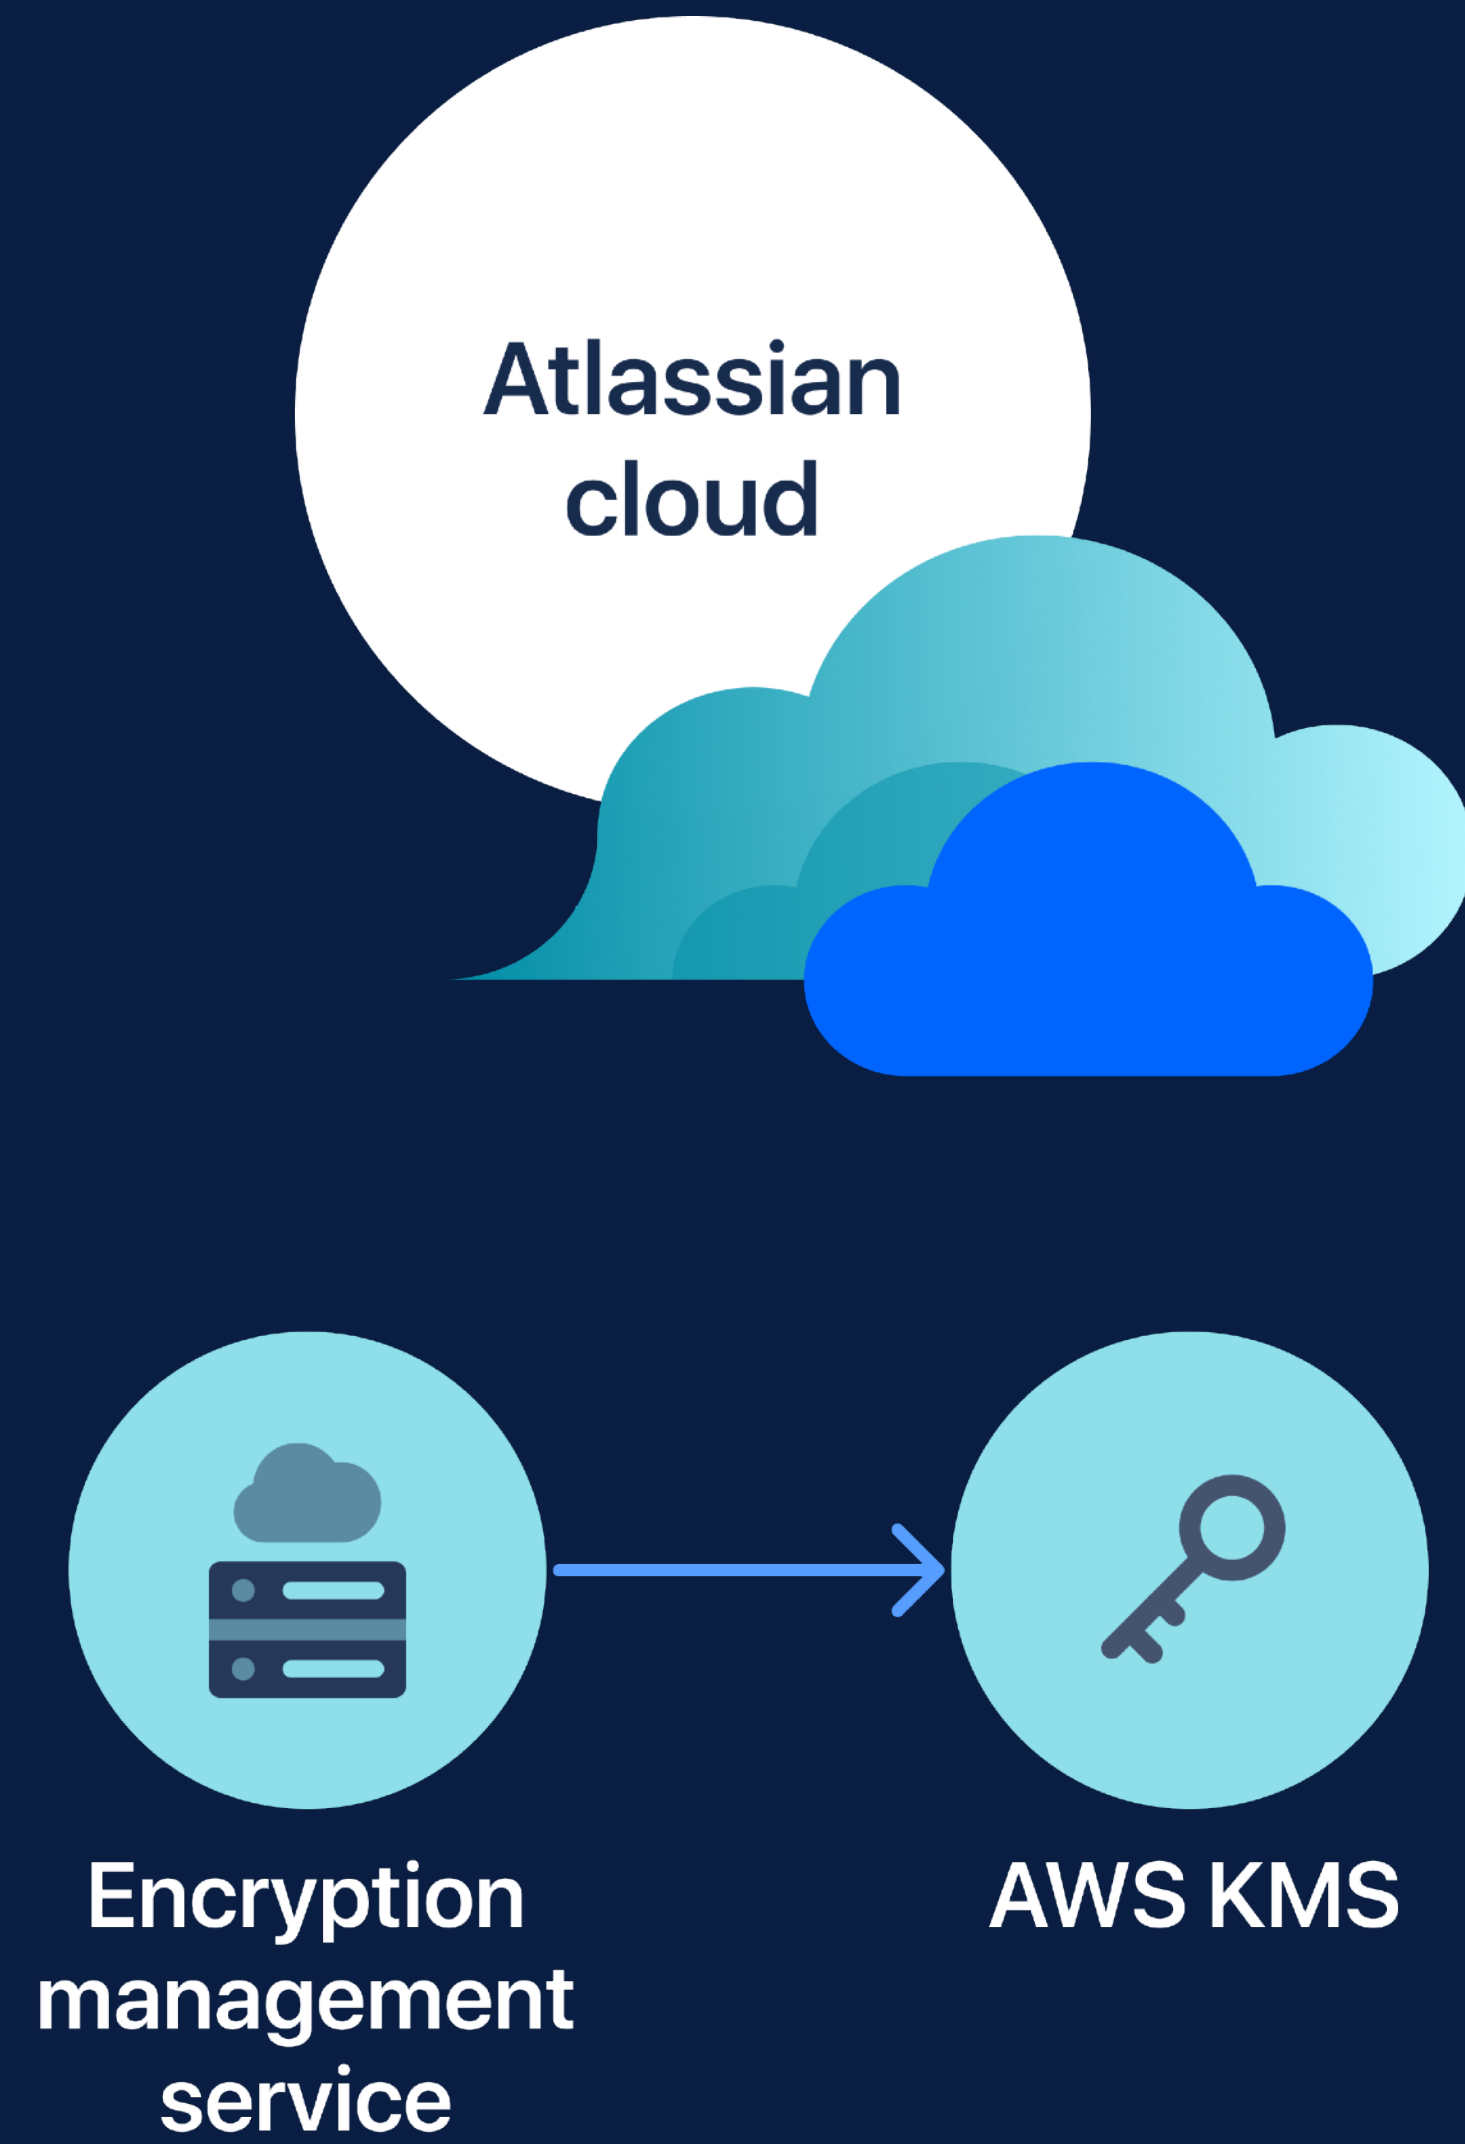 Atlassian
cloud
Encryption
management
service
AWS KMS